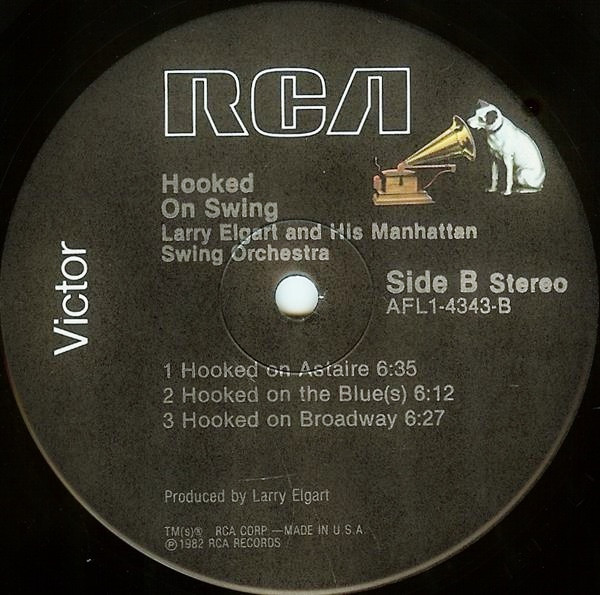 RCA
Hooked
On Swing
Larry Elgart and His Manhattan
Swing Orchestra
Victor
Side B Stereo
AFL1-4343-B
1 Hooked on Astaire 6:35
2 Hooked on the Blue(s) 6:12
3 Hooked on Broadway 6:27
Produced by Larry Elgart
TM(s)® RCA CORP.—MADE IN U.S.A.
℗1982 RCA RECORDS